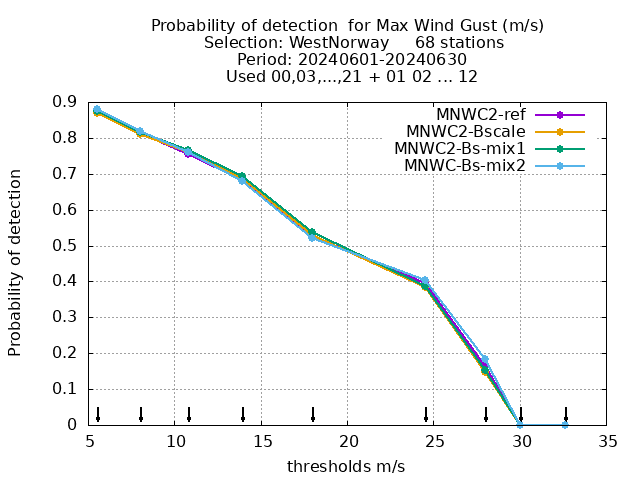 Probability of detection  for Max Wind Gust (m/s)
Selection: WestNorway     68 stations
Period: 20240601-20240630
Used 00,03,...,21 + 01 02 ... 12
MNWC2-ref
MNWC2-Bscale
MNWC2-Bs-mix1
MNWC-Bs-mix2
Probability of detection
0.9
0.8
0.7
0.6
0.5
0.4
0.3
0.2
0.1
0
5 10 15 20 25 30 35
thresholds m/s